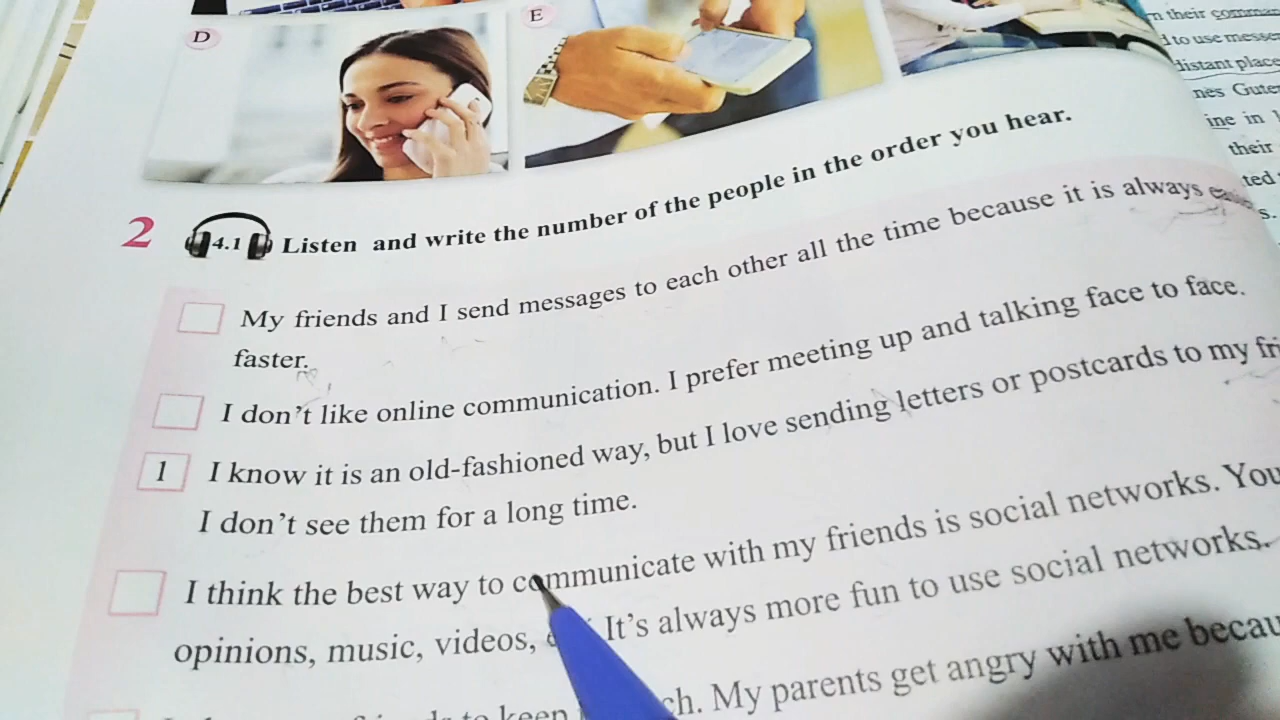 D
E
2 4.1 Listen and write the number of the people in the order you hear.
My friends and I send messages to each other all the time because it is always
faster.
I don't like online communication. I prefer meeting up and talking face to face.
1 I know it is an old-fashioned way, but I love sending letters or postcards to my
I don't see them for a long time.
I think the best way to communicate with my friends is social networks. You
opinions, music, videos, It's always more fun to use social networks.
to keep My parents get angry with me
n their
to use
distant place
in
their